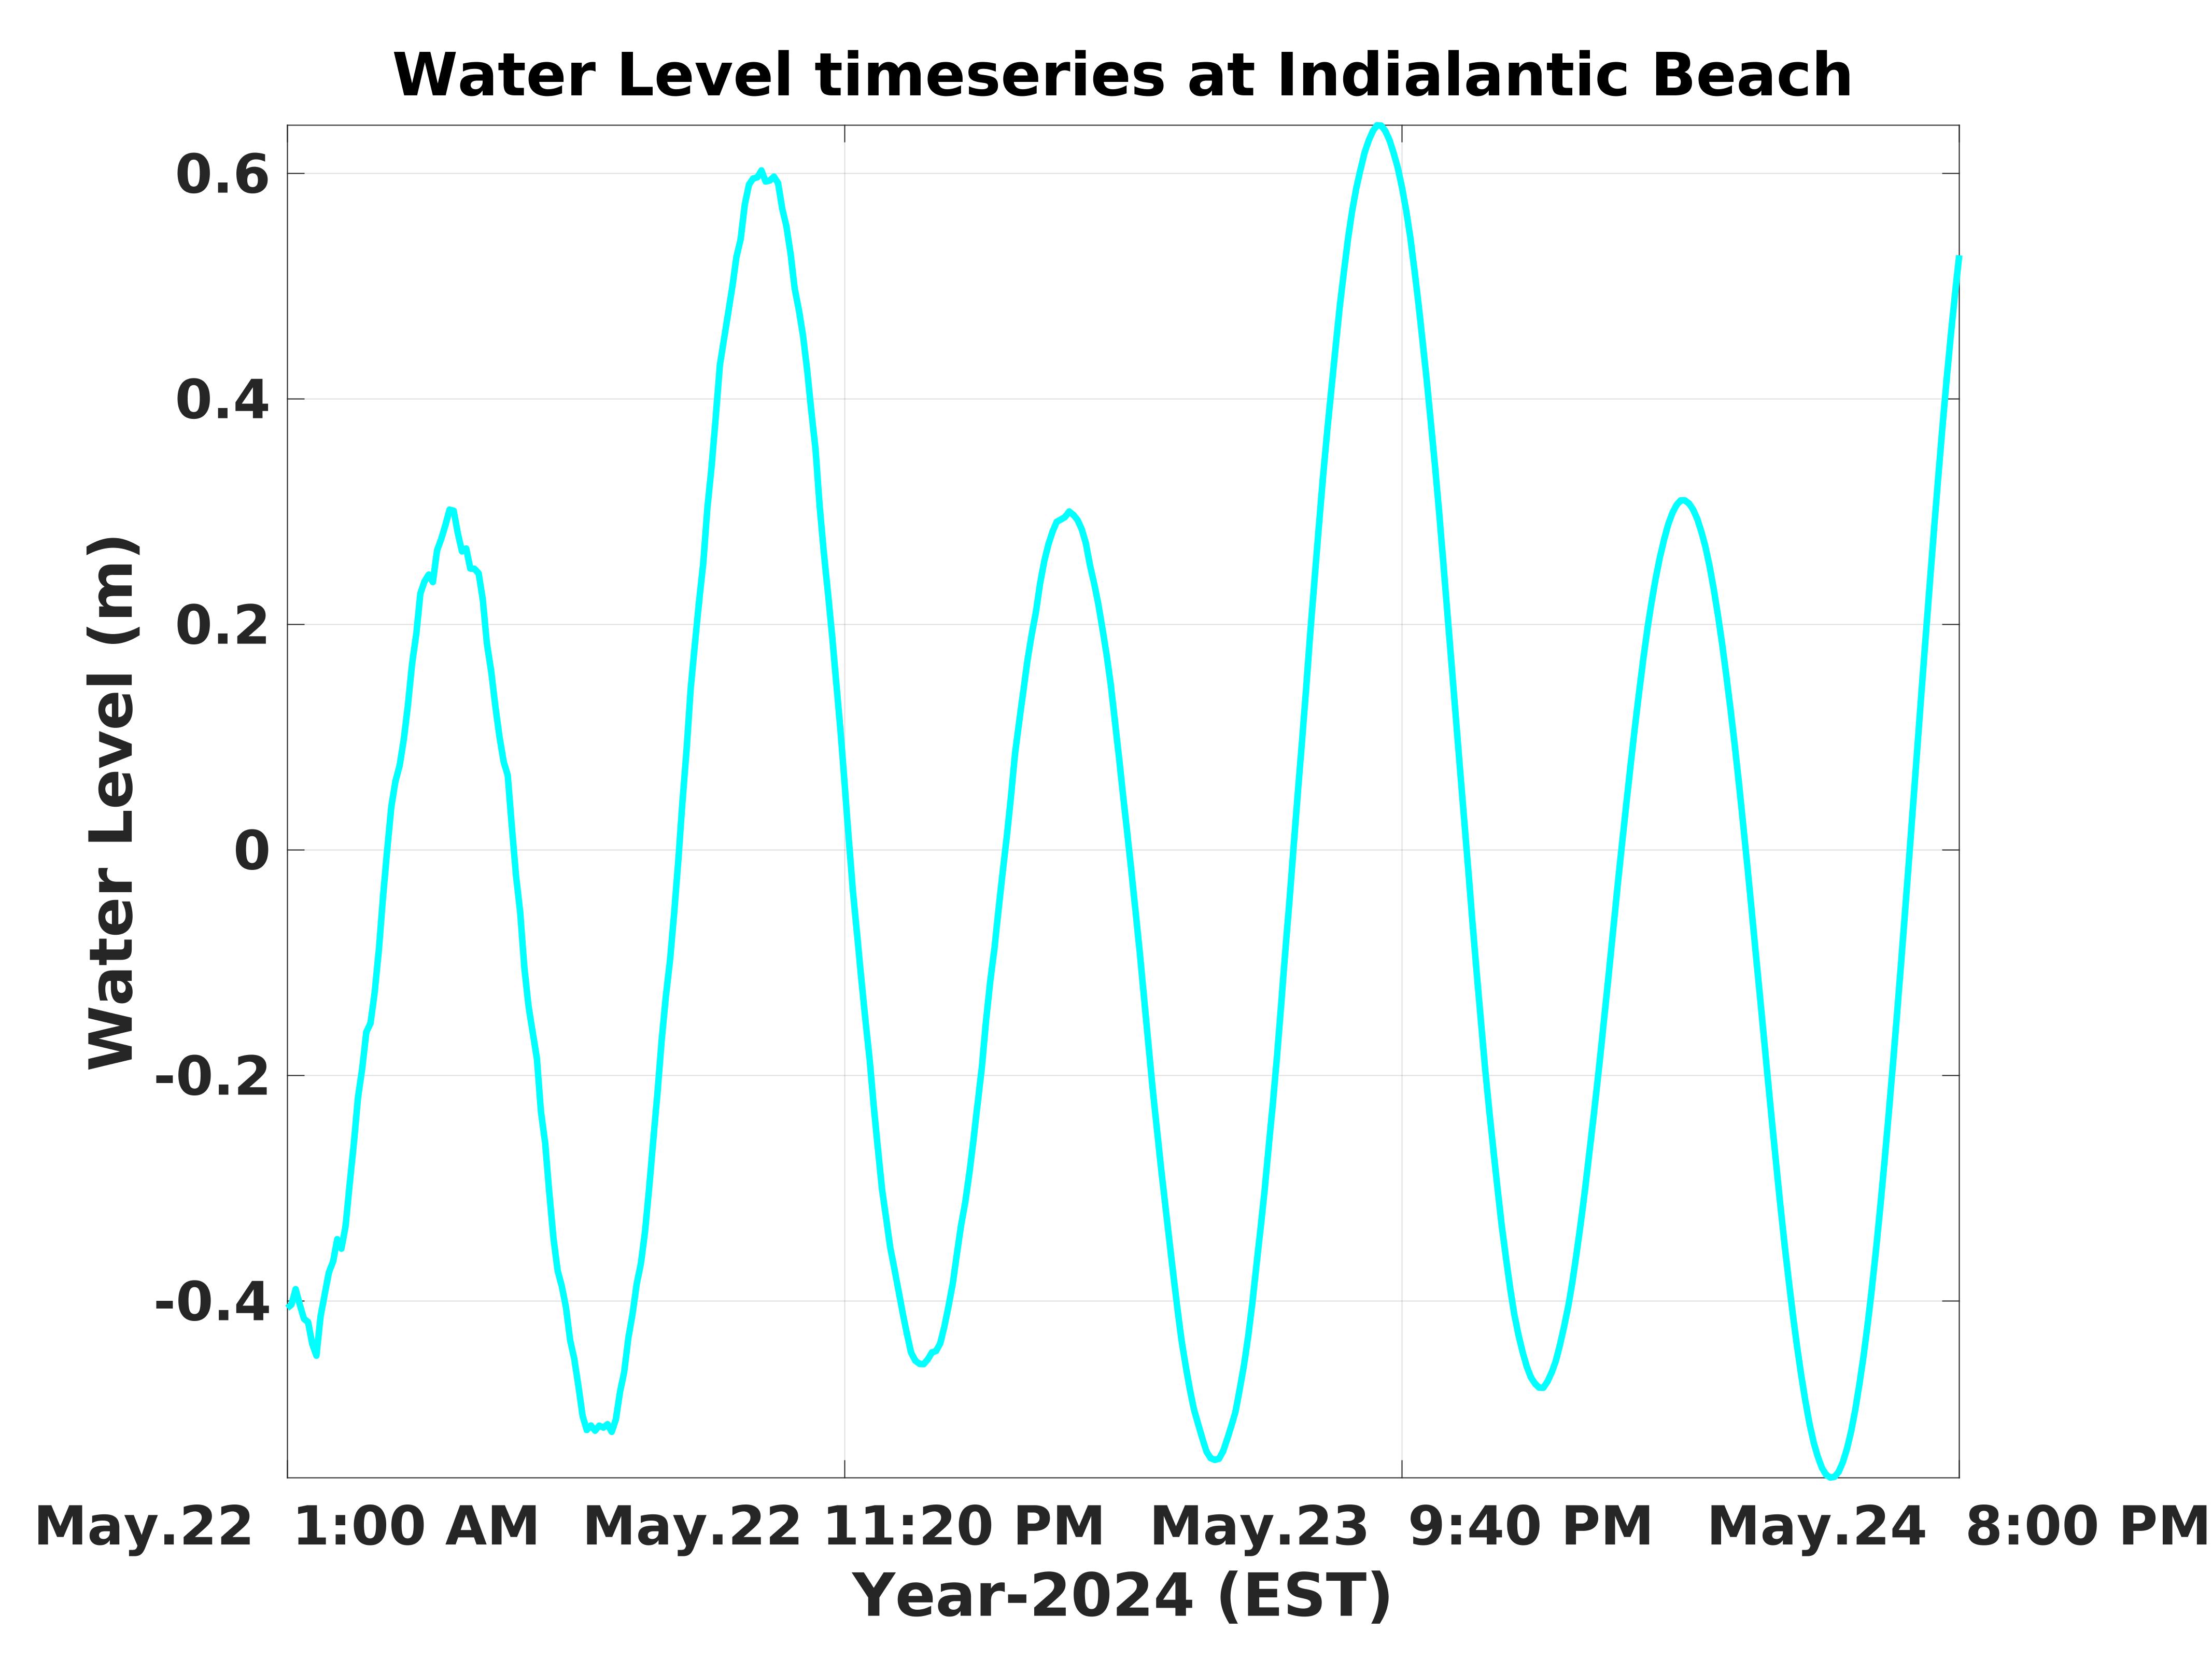 Water Level timeseries at Indialantic Beach
0.6
0.4
0.2
0
-0.2
-0.4
Water Level (m)
May.22 1:00 AM May.22 11:20 PM May.23 9:40 PM May.24 8:00 PM
Year-2024 (EST)